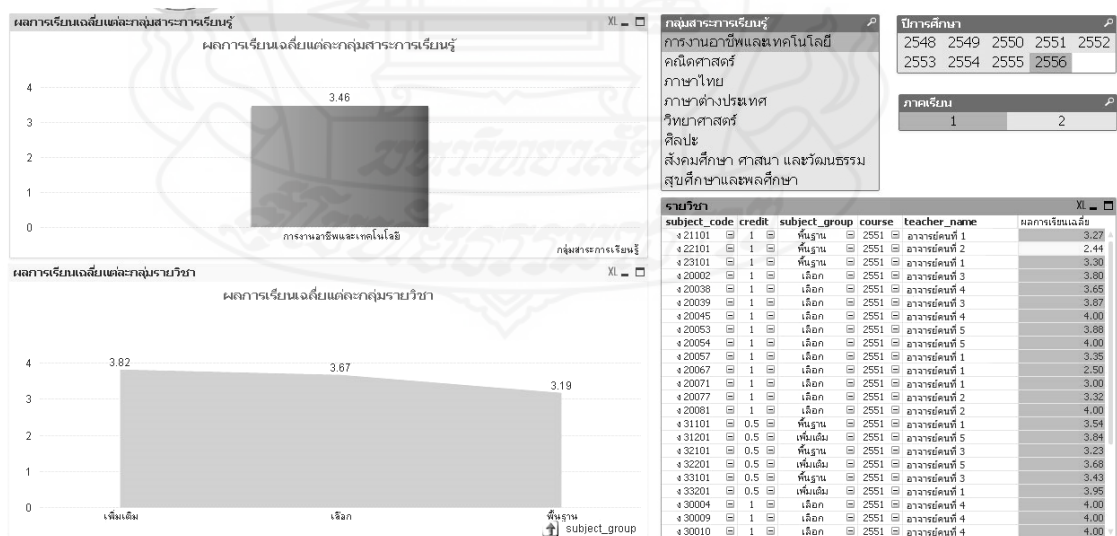 ผลการเรียนเฉลี่ยแต่ละกลุ่มสาระการเรียนรู้ XL
ผลการเรียนเฉลี่ยแต่ละกลุ่มสาระการเรียนรู้
4
3.46
3
2
1
0
การงานอาชีพและเทคโนโลยี
กลุ่มสาระการเรียนรู้
ผลการเรียนเฉลี่ยแต่ละกลุ่มรายวิชา XL
ผลการเรียนเฉลี่ยแต่ละกลุ่มรายวิชา
4
3.82
3.67
3.19
3
2
1
0
เพิ่มเติม เลือก พื้นฐาน
subject_group
กลุ่มสาระการเรียนรู้
การงานอาชีพและเทคโนโลยี
คณิตศาสตร์
ภาษาไทย
ภาษาต่างประเทศ
วิทยาศาสตร์
ศิลปะ
สังคมศึกษา ศาสนา และวัฒนธรรม
สุขศึกษาและพลศึกษา
ปีการศึกษา
2548 2549 2550 2551 2552
2553 2554 2555 2556
ภาคเรียน
1 2
รายวิชา XL
subject_code credit subject_group course teacher_name ผลการเรียนเฉลี่ย
ง21101 1 พื้นฐาน 2551 อาจารย์คนที่ 1 3.27
ง22101 1 พื้นฐาน 2551 อาจารย์คนที่ 2 2.44
ง23101 1 พื้นฐาน 2551 อาจารย์คนที่ 1 3.30
ง20002 1 เลือก 2551 อาจารย์คนที่ 3 3.80
ง20038 1 เลือก 2551 อาจารย์คนที่ 4 3.65
ง20039 1 เลือก 2551 อาจารย์คนที่ 3 3.87
ง20045 1 เลือก 2551 อาจารย์คนที่ 4 4.00
ง20053 1 เลือก 2551 อาจารย์คนที่ 5 3.88
ง20054 1 เลือก 2551 อาจารย์คนที่ 5 4.00
ง20057 1 เลือก 2551 อาจารย์คนที่ 1 3.35
ง20067 1 เลือก 2551 อาจารย์คนที่ 1 2.50
ง20071 1 เลือก 2551 อาจารย์คนที่ 1 3.00
ง20077 1 เลือก 2551 อาจารย์คนที่ 2 3.32
ง20081 1 เลือก 2551 อาจารย์คนที่ 2 4.00
ง31101 0.5 พื้นฐาน 2551 อาจารย์คนที่ 1 3.54
ง31201 0.5 เพิ่มเติม 2551 อาจารย์คนที่ 5 3.84
ง32101 0.5 พื้นฐาน 2551 อาจารย์คนที่ 3 3.23
ง32201 0.5 เพิ่มเติม 2551 อาจารย์คนที่ 5 3.68
ง33101 0.5 พื้นฐาน 2551 อาจารย์คนที่ 3 3.43
ง33201 0.5 เพิ่มเติม 2551 อาจารย์คนที่ 1 3.95
ง30004 1 เลือก 2551 อาจารย์คนที่ 4 4.00
ง30009 1 เลือก 2551 อาจารย์คนที่ 4 4.00
ง30010 1 เลือก 2551 อาจารย์คนที่ 4 4.00